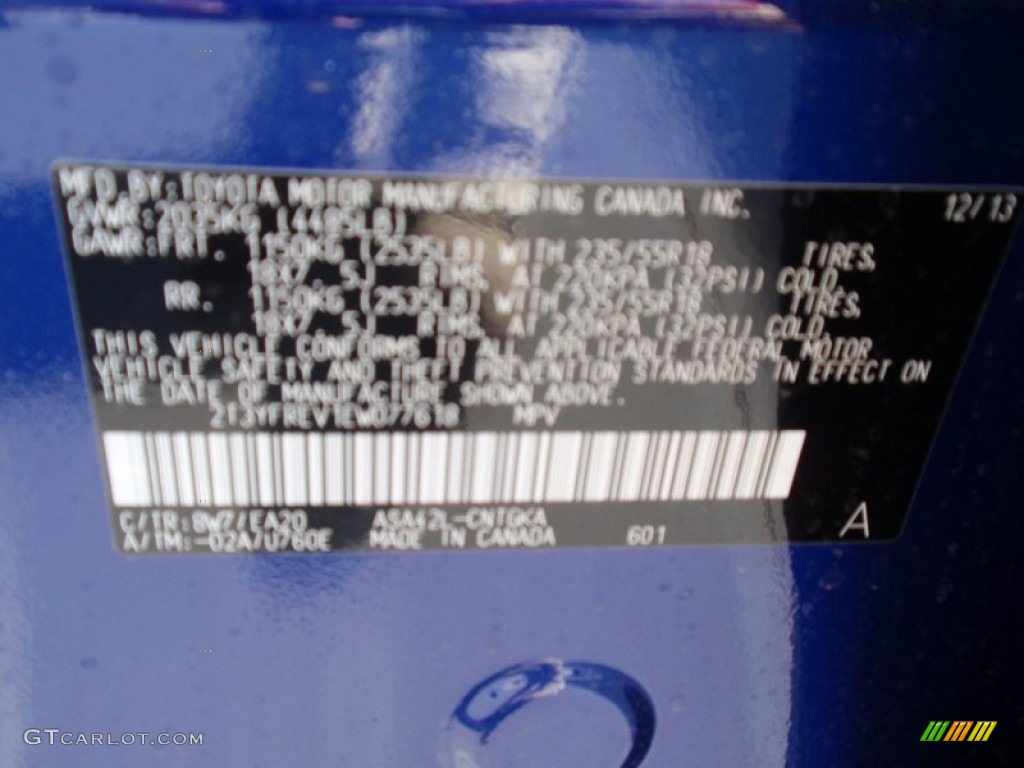 MFD BY:TOYOTA MOTOR MANUFACTURING CANADA INC. 12/13
GVWR:2035KG (4485LB)
GAWR:FRT. 1150KG (2535LB) WITH 235/55R18 TIRES,
18X7.5J RIMS, AT 220KPA (32PSI) COLD,
RR. 1150KG (2535LB) WITH 235/55R18 TIRES,
18X7.5J RIMS, AT 220KPA (32PSI) COLD.
THIS VEHICLE CONFORMS TO ALL APPLICABLE FEDERAL MOTOR
VEHICLE SAFETY AND THEFT PREVENTION STANDARDS IN EFFECT ON
THE DATE OF MANUFACTURE SHOWN ABOVE.
2T3YFREV1EW077618 MPV
C/TR:8W7/EA20 ASA42L-CNTGKA
A/TM:-02A/U760E MADE IN CANADA 601 A
GTCARLOT.COM